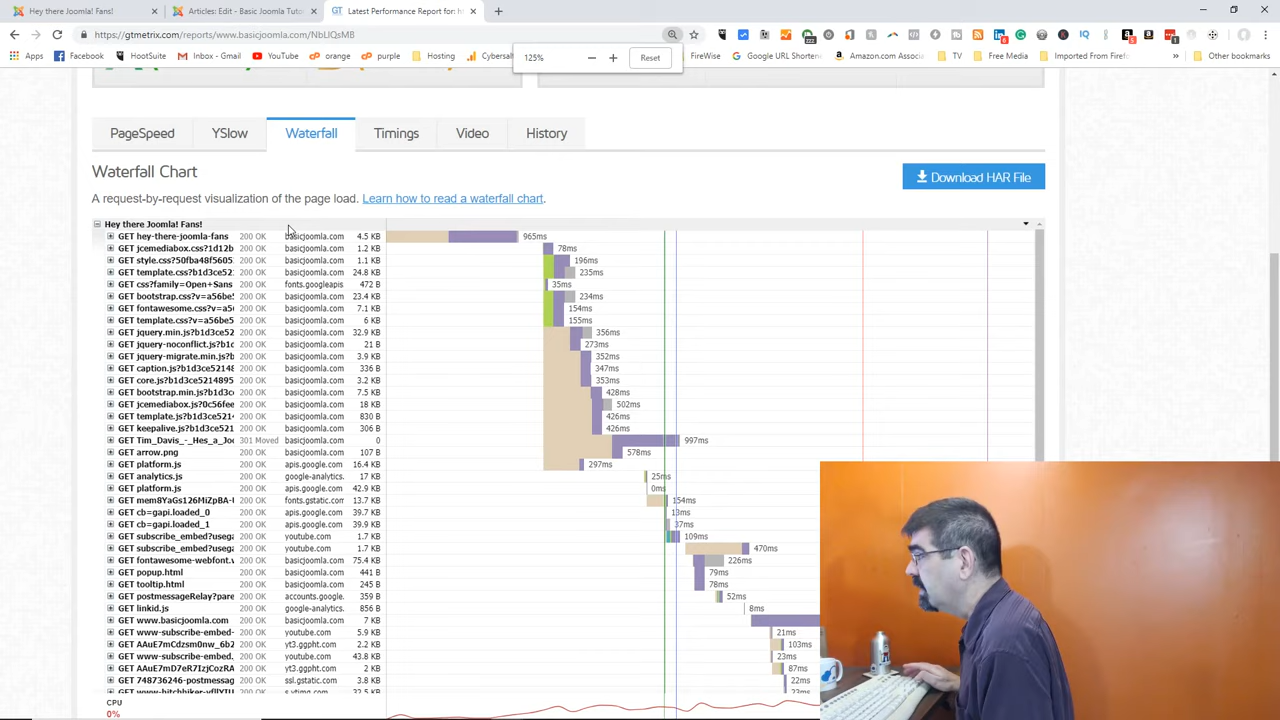 Hey there Joomla! Fans!
Articles: Edit - Basic Joomla Tuto
Latest Performance Report for: h
https://gtmetrix.com/reports/www.basicjoomla.com/NbIJQsMB
Apps
Facebook
HootSuite
Inbox - Gmail
YouTube
orange
purple
Hosting
Cybersal
125%
Reset
FireWise
Google URL Shorten
Amazon.com Associa
TV
Free Media
Imported From Firef
Other bookmarks
PageSpeed
YSlow
Waterfall
Timings
Video
History
Waterfall Chart
Download HAR File
A request-by-request visualization of the page load. Learn how to read a waterfall chart.
Hey there Joomla! Fans!
GET hey-there-joomla-fans 200 OK basicjoomla.com 4.5 KB 965ms
GET jcemediabox.css?1d12b 200 OK basicjoomla.com 1.2 KB 78ms
GET style.css?50fba48f5605 200 OK basicjoomla.com 1.1 KB 196ms
GET template.css?b1d3ce52 200 OK basicjoomla.com 24.8 KB 235ms
GET css?family=Open+Sans 200 OK fonts.googleapis 472 B 35ms
GET bootstrap.css?v=a56be 200 OK basicjoomla.com 23.4 KB 234ms
GET fontawesome.css?v=a5 200 OK basicjoomla.com 7.1 KB 154ms
GET template.css?v=a56be5 200 OK basicjoomla.com 6 KB 155ms
GET jquery.min.js?b1d3ce52 200 OK basicjoomla.com 32.9 KB 356ms
GET jquery-noconflict.js?b1 200 OK basicjoomla.com 21 B 273ms
GET jquery-migrate.min.js?b 200 OK basicjoomla.com 3.9 KB 352ms
GET caption.js?b1d3ce52148 200 OK basicjoomla.com 336 B 347ms
GET core.js?b1d3ce5214895 200 OK basicjoomla.com 3.2 KB 353ms
GET bootstrap.min.js?b1d3c 200 OK basicjoomla.com 7.5 KB 428ms
GET jcemediabox.js?0c56fee 200 OK basicjoomla.com 18 KB 502ms
GET template.js?b1d3ce521 200 OK basicjoomla.com 830 B 426ms
GET keepalive.js?b1d3ce521 200 OK basicjoomla.com 306 B 426ms
GET Tim_Davis_-_Hes_a_Jo 301 Moved basicjoomla.com 0 997ms
GET arrow.png 200 OK basicjoomla.com 107 B 578ms
GET platform.js 200 OK apis.google.com 16.4 KB 297ms
GET analytics.js 200 OK google-analytics. 17 KB 25ms
GET platform.js 200 OK apis.google.com 42.9 KB 0ms
GET mem8YaGs126MiZpBA-U 200 OK fonts.gstatic.com 13.7 KB 154ms
GET cb=gapi.loaded_0 200 OK apis.google.com 39.7 KB 13ms
GET cb=gapi.loaded_1 200 OK apis.google.com 39.9 KB 37ms
GET subscribe_embed?usega 200 OK youtube.com 1.7 KB 109ms
GET subscribe_embed?usega 200 OK youtube.com 1.7 KB 470ms
GET fontawesome-webfont.v 200 OK basicjoomla.com 75.4 KB 226ms
GET popup.html 200 OK basicjoomla.com 441 B 79ms
GET tooltip.html 200 OK basicjoomla.com 245 B 78ms
GET postmessageRelay?pare 200 OK accounts.google. 359 B 52ms
GET linkid.js 200 OK google-analytics. 856 B 8ms
GET www.basicjoomla.com 200 OK basicjoomla.com 7 KB
GET www-subscribe-embed- 200 OK youtube.com 5.9 KB 21ms
GET AAuE7mCdzsm0nw_6b2 200 OK yt3.ggpht.com 2.2 KB 103ms
GET www-subscribe-embed- 200 OK youtube.com 43.8 KB 23ms
GET AAuE7mD7eR7IzjCozRA 200 OK yt3.ggpht.com 2 KB 87ms
GET 748736246-postmessag 200 OK ssl.gstatic.com 3.8 KB 22ms
GET www-hitchhiker 200 OK s.ytimg.com 32.5 KB 23ms
CPU
0%